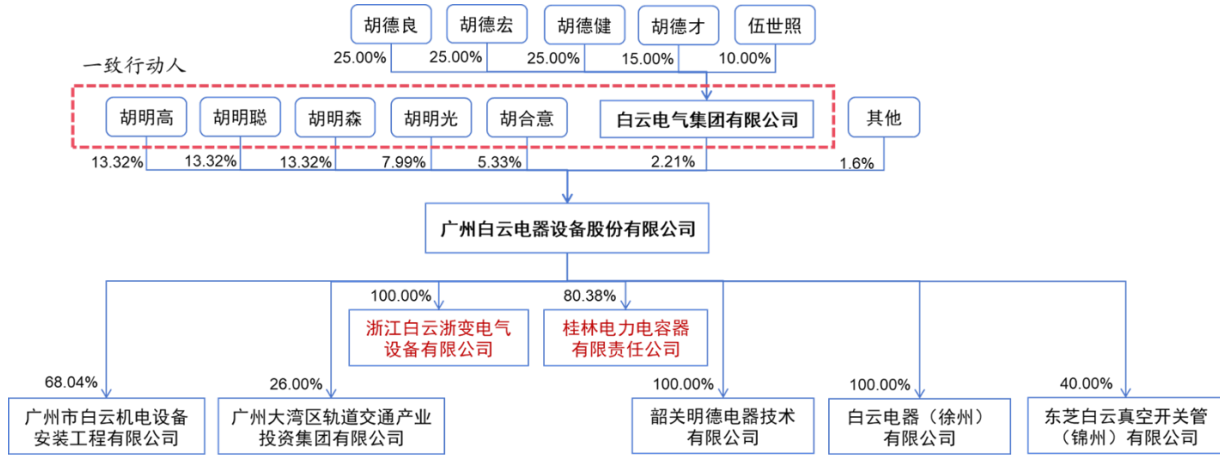 胡德良
胡德宏
胡德健
胡德才
伍世照
25.00%
25.00%
25.00%
15.00%
10.00%
一致行动人
胡明高
胡明聪
胡明森
胡明光
胡合意
白云电气集团有限公司
其他
13.32%
13.32%
13.32%
7.99%
5.33%
2.21%
1.6%
广州白云电器设备股份有限公司
100.00%
80.38%
浙江白云浙变电气
设备有限公司
桂林电力电容器
有限责任公司
68.04%
26.00%
100.00%
100.00%
40.00%
广州市白云机电设备
安装工程有限公司
广州大湾区轨道交通产业
投资集团有限公司
韶关明德电器技术
有限公司
白云电器（徐州）
有限公司
东芝白云真空开关管
（锦州）有限公司